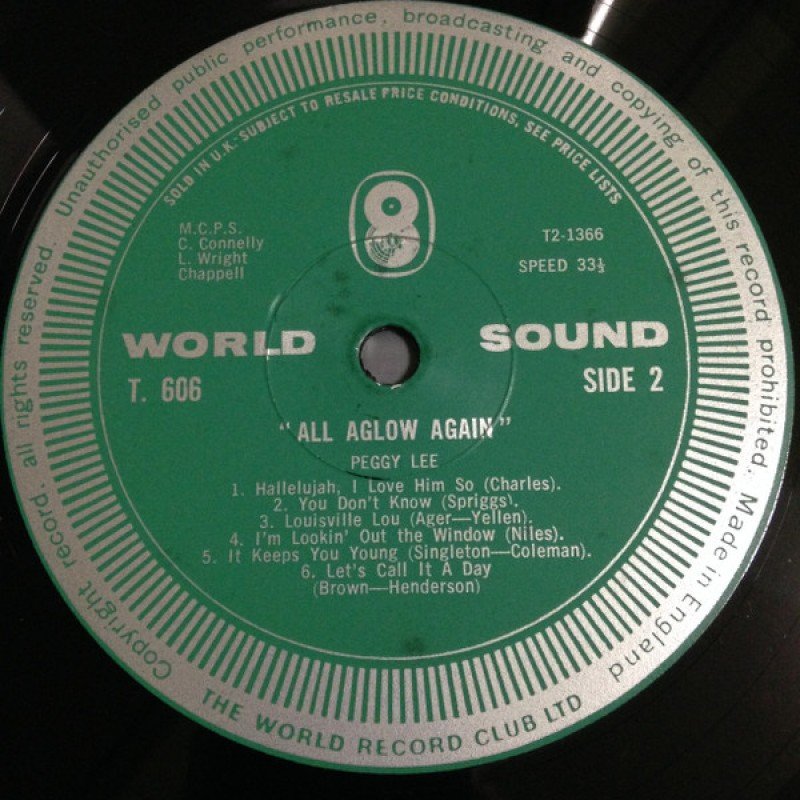 Copyright record, all rights reserved. Unauthorised public performance, broadcasting and copying of this record prohibited. Made in England
SOLD IN U.K. SUBJECT TO RESALE PRICE CONDITIONS, SEE PRICE LISTS
M.C.P.S.
C. Connelly
L. Wright
Chappell
T2-1366
SPEED 33⅓
WORLD SOUND
T. 606 SIDE 2
"ALL AGLOW AGAIN"
PEGGY LEE
1. Hallelujah, I Love Him So (Charles).
2. You Don't Know (Spriggs).
3. Louisville Lou (Ager—Yellen).
4. I'm Lookin' Out the Window (Niles).
5. It Keeps You Young (Singleton—Coleman).
6. Let's Call It A Day
(Brown—Henderson)
THE WORLD RECORD CLUB LTD